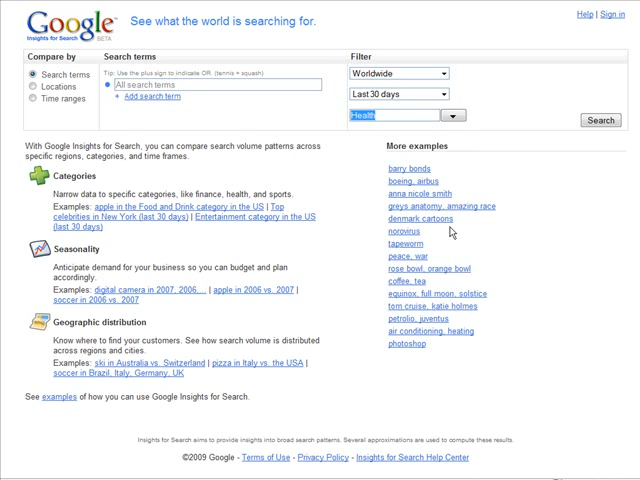 Google
Insights for Search BETA
See what the world is searching for.
Help | Sign in
Compare by
Search terms
Filter
Search terms
Locations
Time ranges
Tip: Use the plus sign to indicate OR. (tennis + squash)
All search terms
+ Add search term
Worldwide
Last 30 days
Health
Search
With Google Insights for Search, you can compare search volume patterns across
specific regions, categories, and time frames.
Categories
Narrow data to specific categories, like finance, health, and sports.
Examples: apple in the Food and Drink category in the US | Top
celebrities in New York (last 30 days) | Entertainment category in the US
(last 30 days)
Seasonality
Anticipate demand for your business so you can budget and plan
accordingly.
Examples: digital camera in 2007, 2006,... | apple in 2006 vs. 2007 |
soccer in 2006 vs. 2007
Geographic distribution
Know where to find your customers. See how search volume is distributed
across regions and cities.
Examples: ski in Australia vs. Switzerland | pizza in Italy vs. the USA |
soccer in Brazil, Italy, Germany, UK
See examples of how you can use Google Insights for Search.
More examples
barry bonds
boeing, airbus
anna nicole smith
greys anatomy, amazing race
denmark cartoons
norovirus
tapeworm
peace, war
rose bowl, orange bowl
coffee, tea
equinox, full moon, solstice
tom cruise, katie holmes
petrolio, juventus
air conditioning, heating
photoshop
Insights for Search aims to provide insights into broad search patterns. Several approximations are used to compute these results.
©2009 Google - Terms of Use - Privacy Policy - Insights for Search Help Center